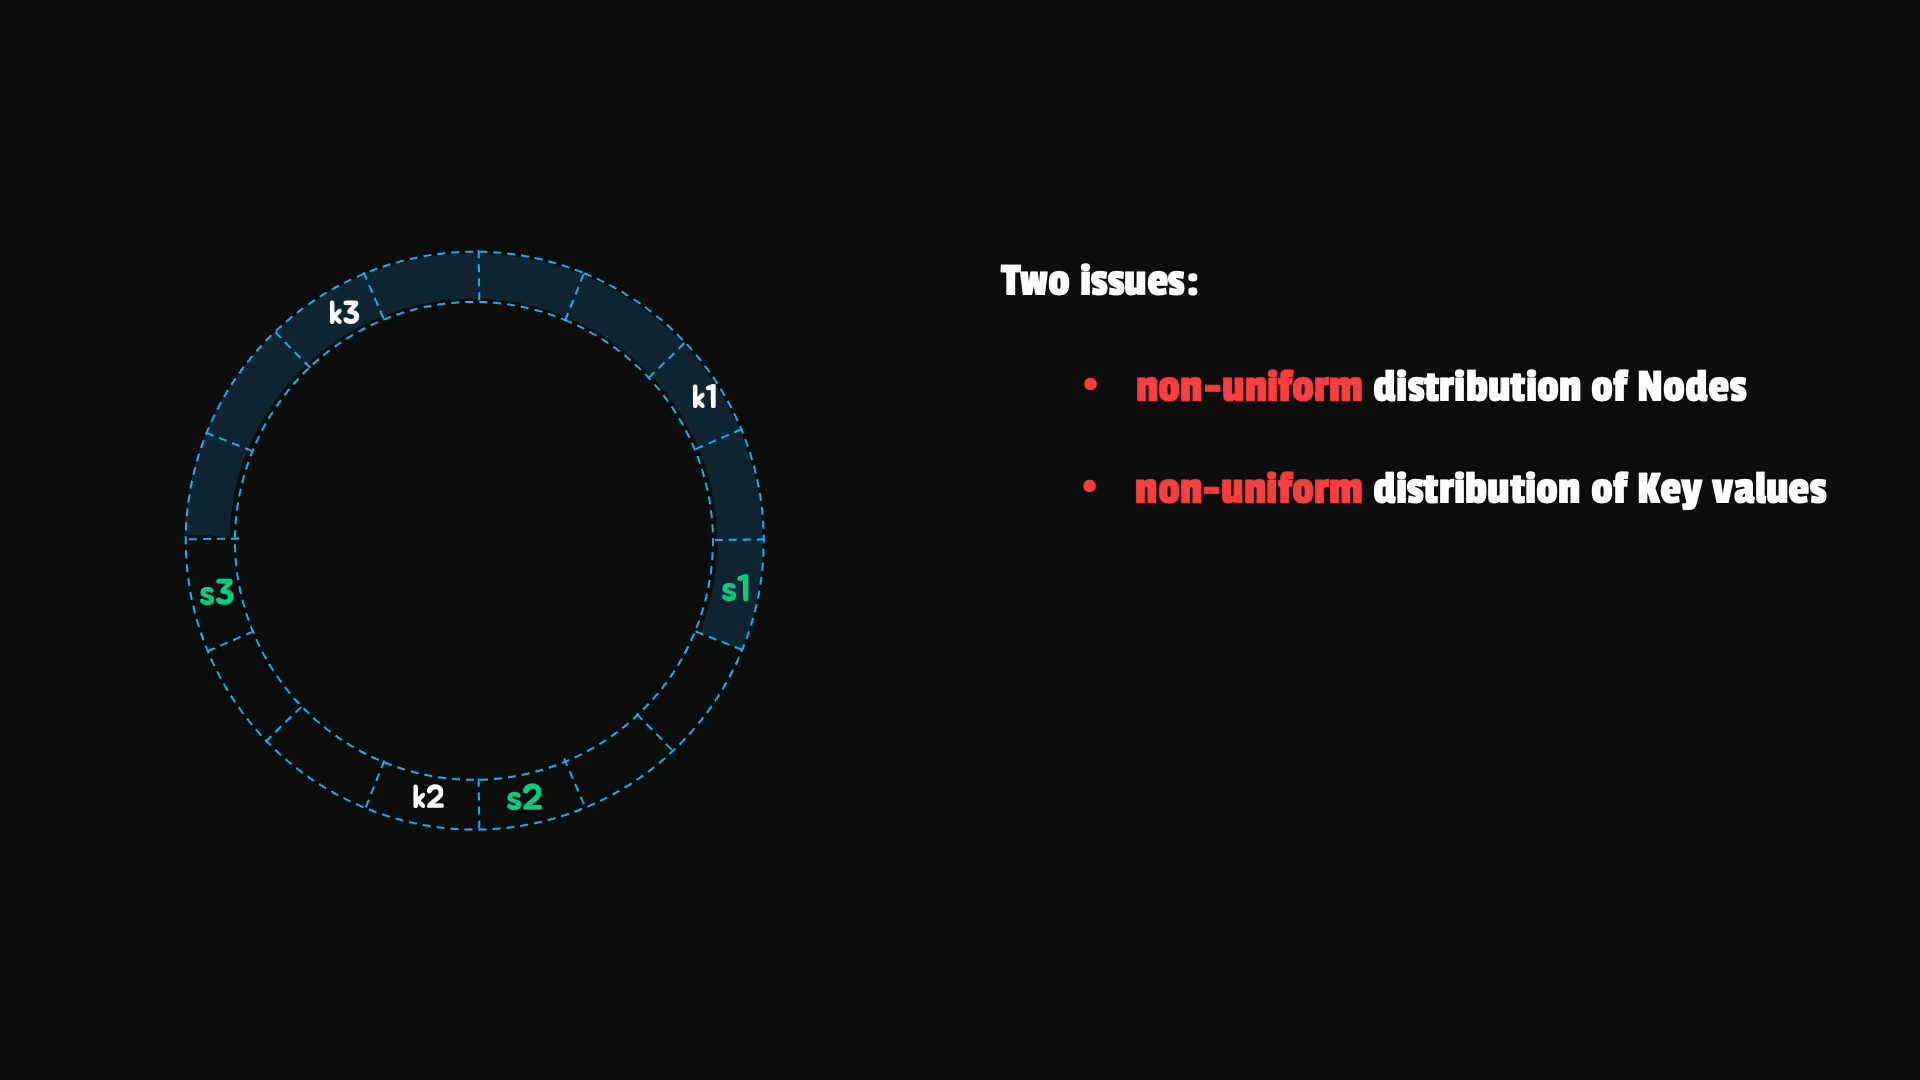 k3
k1
s3
s1
k2
s2
Two issues:
• non-uniform distribution of Nodes
• non-uniform distribution of Key values